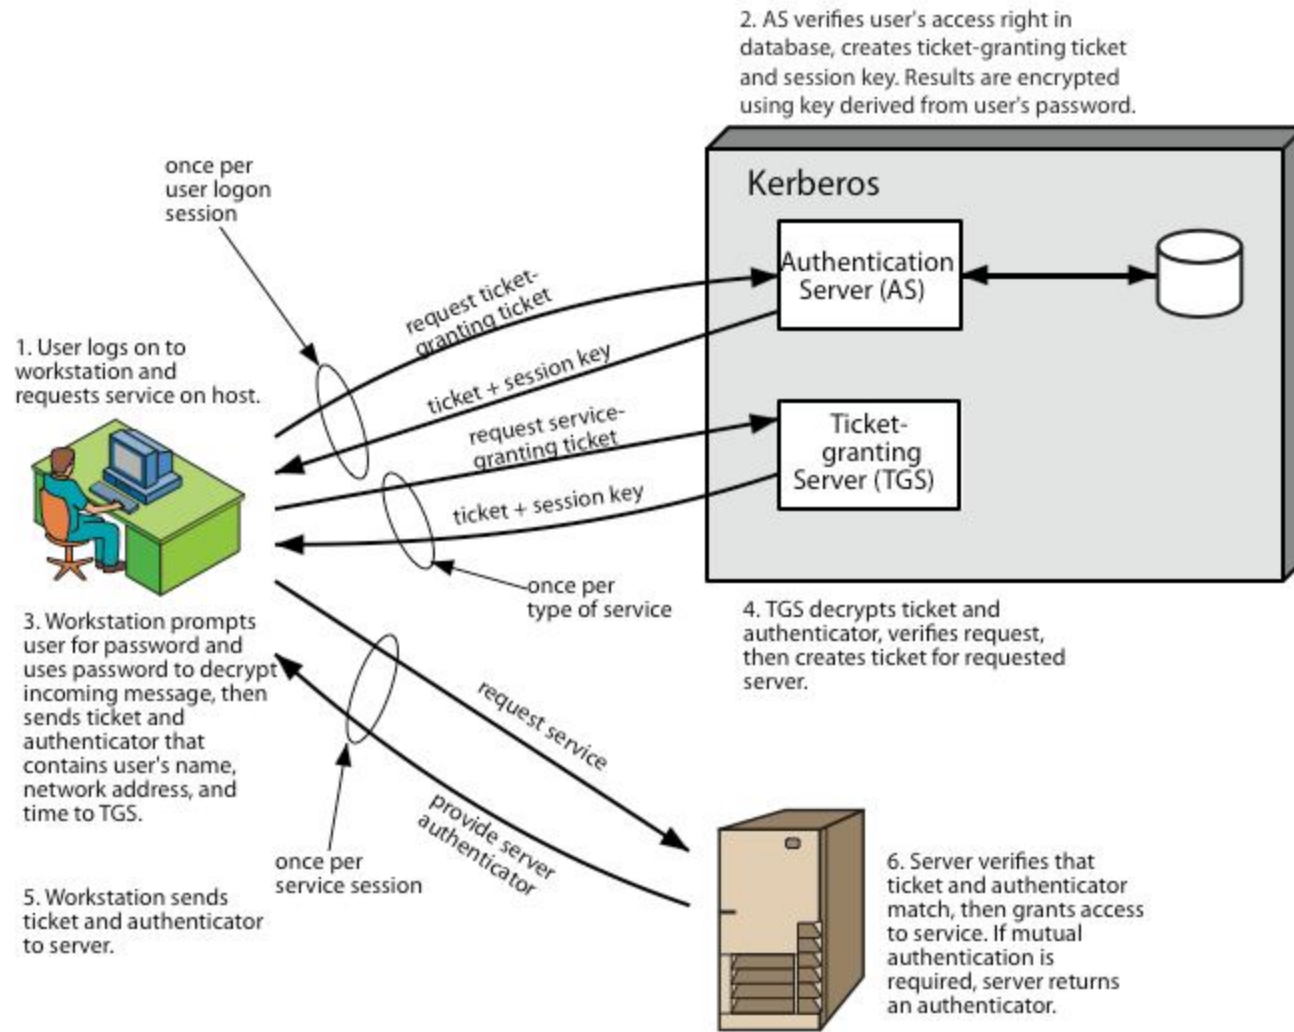 2. AS verifies user's access right in
database, creates ticket-granting ticket
and session key. Results are encrypted
using key derived from user's password.
once per
user logon
session
Kerberos
Authentication
Server (AS)
request ticket-
granting ticket
1. User logs on to
workstation and
requests service on host.
ticket + session key
request service-
granting ticket
Ticket-
granting
Server (TGS)
ticket + session key
once per
type of service
3. Workstation prompts
user for password and
uses password to decrypt
incoming message, then
sends ticket and
authenticator that
contains user's name,
network address, and
time to TGS.
4. TGS decrypts ticket and
authenticator, verifies request,
then creates ticket for requested
server.
request service
provide server
authenticator
once per
service session
5. Workstation sends
ticket and authenticator
to server.
6. Server verifies that
ticket and authenticator
match, then grants access
to service. If mutual
authentication is
required, server returns
an authenticator.